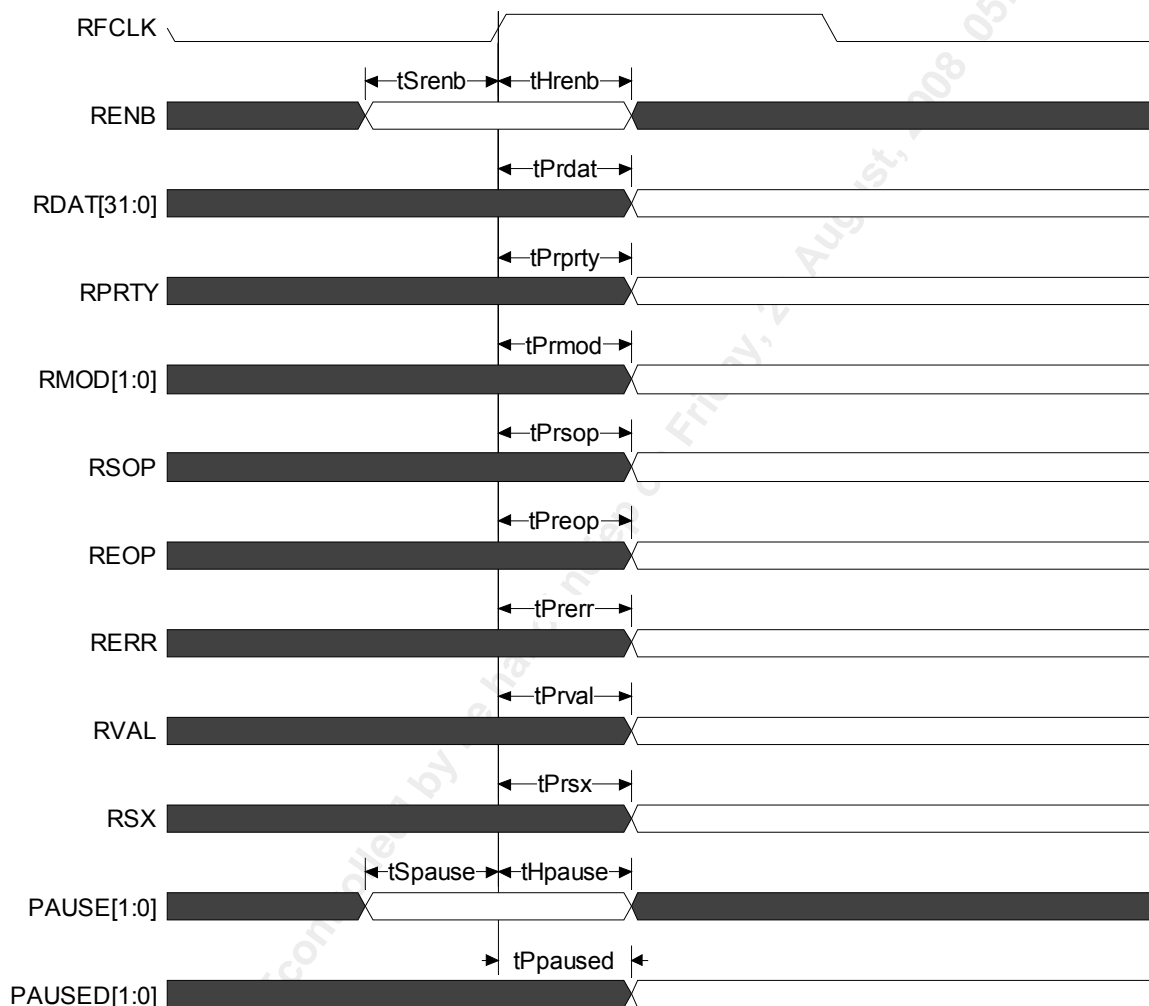 RFCLK
tSrenb tHrenb
RENB
tPrdat
RDAT[31:0]
tPrprty
RPRTY
tPrmod
RMOD[1:0]
tPrsop
RSOP
tPreop
REOP
tPrerr
RERR
tPrval
RVAL
tPrsx
RSX
tSpause tHpause
PAUSE[1:0]
tPpaused
PAUSED[1:0]